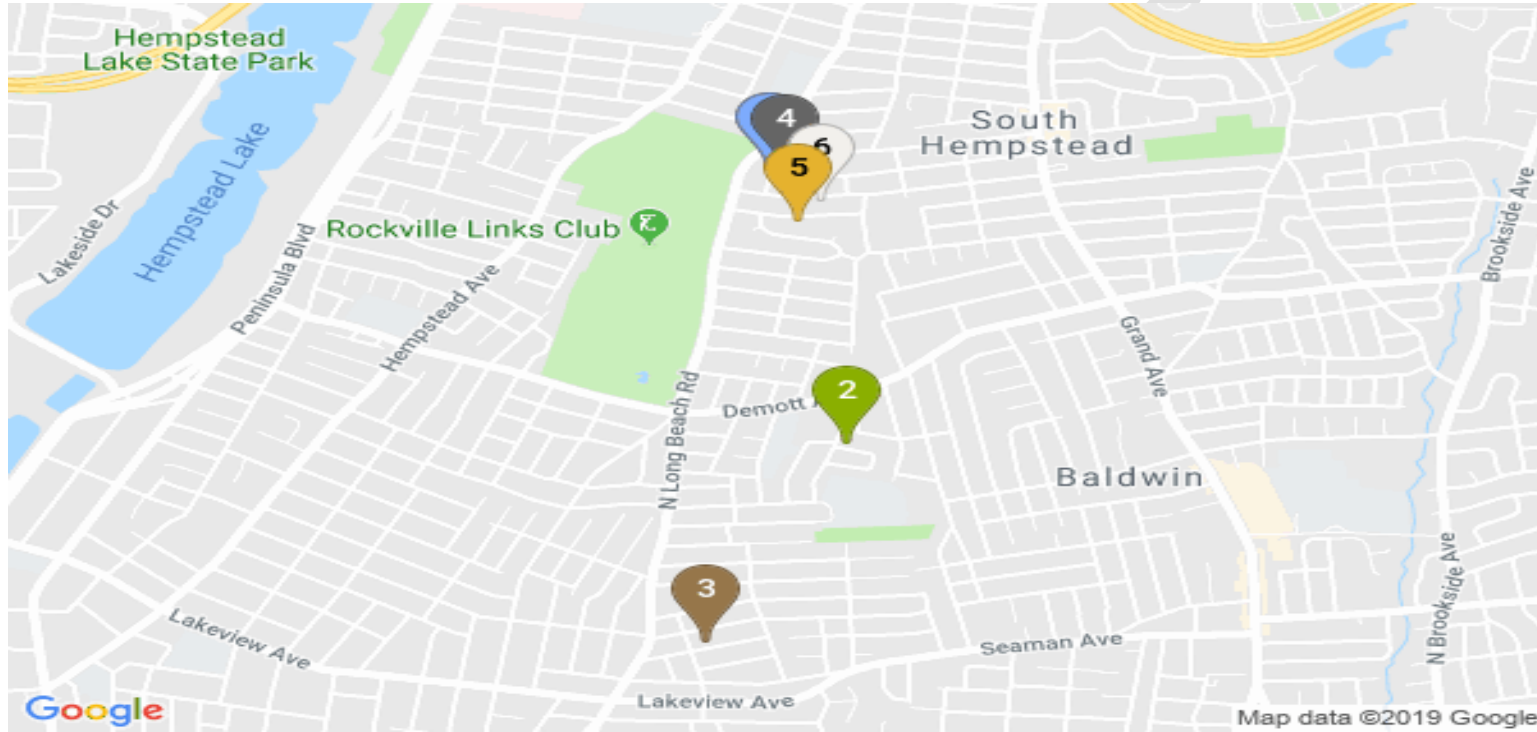 Hempstead
Lake State Park
4
South
Hempstead
6
5
Hempstead Lake
Brookside Ave
Lakeside Dr
Rockville Links Club
Peninsula Blvd
Hempstead Ave
Grand Ave
2
Demott
N Long Beach Rd
Baldwin
3
N Brookside Ave
Lakeview Ave
Seaman Ave
Lakeview Ave
Google
Map data ©2019 Google